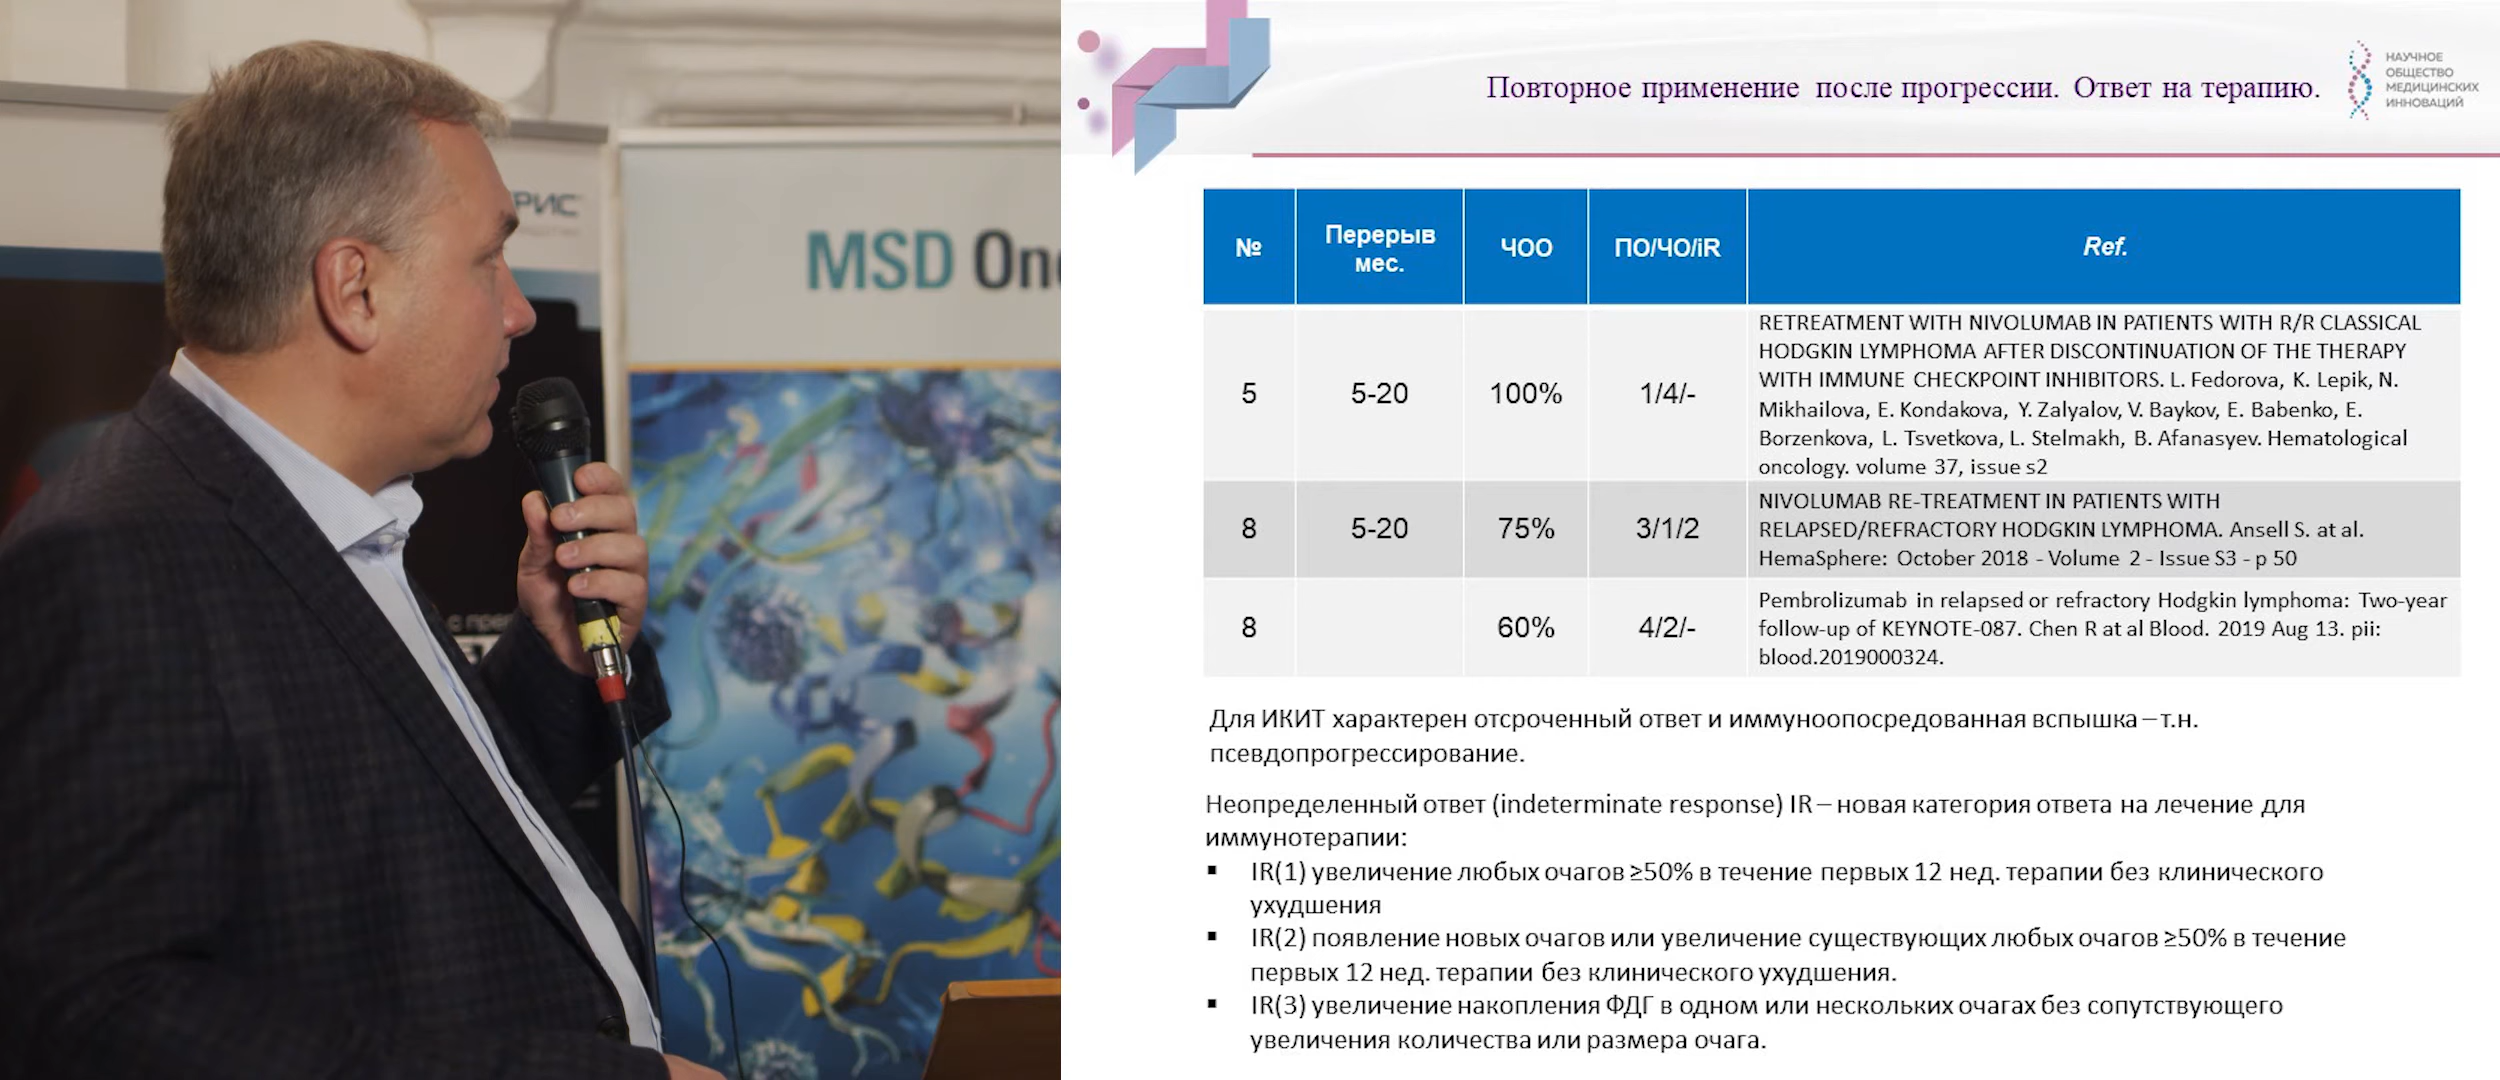 РИС
MSD Onc
с преп
Повторное применение после прогрессии. Ответ на терапию.
НАУЧНОЕ
ОБЩЕСТВО
МЕДИЦИНСКИХ
ИННОВАЦИЙ
№
Перерыв
мес.
ЧОО
ПО/ЧО/iR
Ref.
5
5-20
100%
1/4/-
RETREATMENT WITH NIVOLUMAB IN PATIENTS WITH R/R CLASSICAL
HODGKIN LYMPHOMA AFTER DISCONTINUATION OF THE THERAPY
WITH IMMUNE CHECKPOINT INHIBITORS. L. Fedorova, K. Lepik, N.
Mikhailova, E. Kondakova, Y. Zalyalov, V. Baykov, E. Babenko, E.
Borzenkova, L. Tsvetkova, L. Stelmakh, B. Afanasyev. Hematological
oncology. volume 37, issue s2
8
5-20
75%
3/1/2
NIVOLUMAB RE-TREATMENT IN PATIENTS WITH
RELAPSED/REFRACTORY HODGKIN LYMPHOMA. Ansell S. at al.
HemaSphere: October 2018 - Volume 2 - Issue S3 - p 50
8
60%
4/2/-
Pembrolizumab in relapsed or refractory Hodgkin lymphoma: Two-year
follow-up of KEYNOTE-087. Chen R at al Blood. 2019 Aug 13. pii:
blood.2019000324.
Для ИКИТ характерен отсроченный ответ и иммуноопосредованная вспышка – т.н.
псевдопрогрессирование.
Неопределенный ответ (indeterminate response) IR – новая категория ответа на лечение для
иммунотерапии:
▪ IR(1) увеличение любых очагов ≥50% в течение первых 12 нед. терапии без клинического
ухудшения
▪ IR(2) появление новых очагов или увеличение существующих любых очагов ≥50% в течение
первых 12 нед. терапии без клинического ухудшения.
▪ IR(3) увеличение накопления ФДГ в одном или нескольких очагах без сопутствующего
увеличения количества или размера очага.